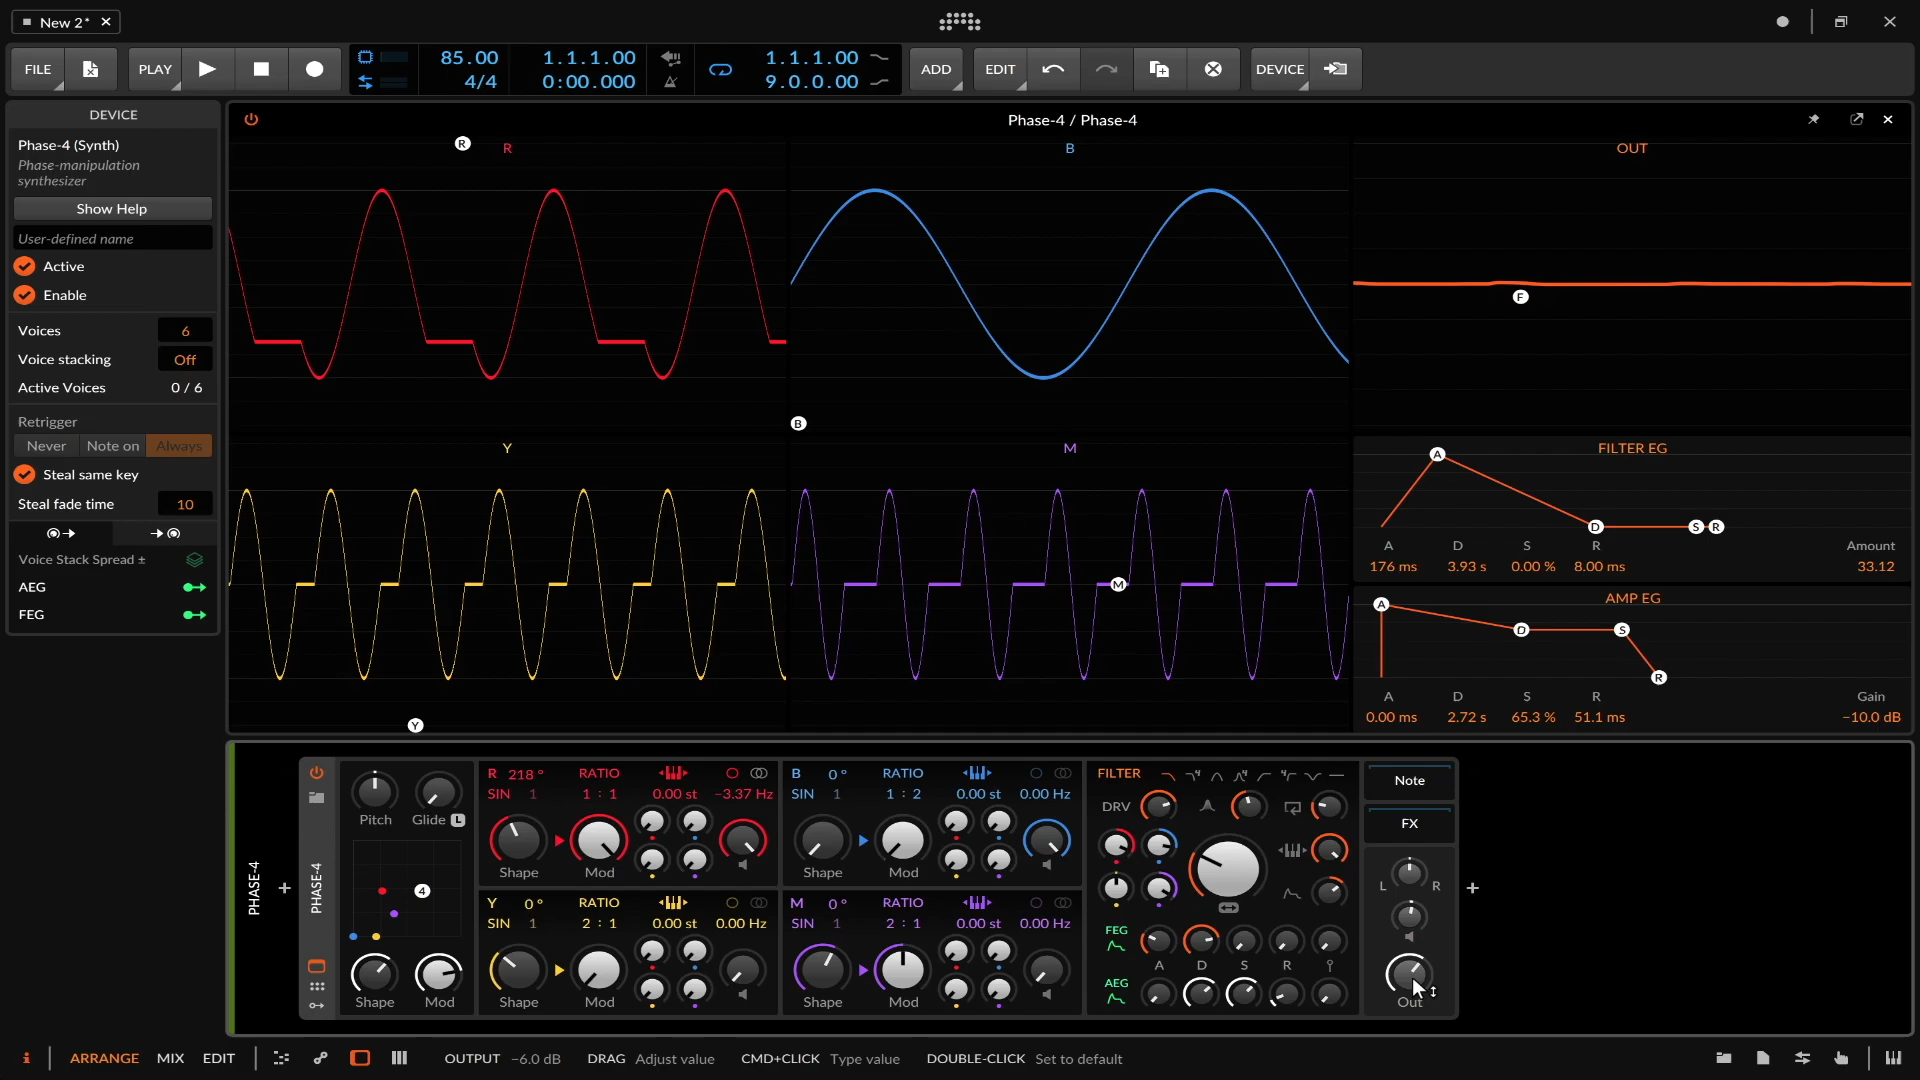 New 2*
FILE
PLAY
85.00
4/4
1.1.1.00
0:00.000
1.1.1.00
9.0.0.00
ADD
EDIT
DEVICE
DEVICE
Phase-4 (Synth)
Phase-manipulation
synthesizer
Show Help
User-defined name
Active
Enable
Voices 6
Voice stacking Off
Active Voices 0 / 6
Retrigger
Never Note on Always
Steal same key
Steal fade time 10
Voice Stack Spread ±
AEG
FEG
Phase-4 / Phase-4
R
R
B
B
OUT
F
Y
Y
M
M
FILTER EG
A
D
S
R
A D S R Amount
176 ms 3.93 s 0.00 % 8.00 ms 33.12
AMP EG
A
D
S
R
A D S R Gain
0.00 ms 2.72 s 65.3 % 51.1 ms −10.0 dB
PHASE-4
PHASE-4
Pitch Glide L
4
Shape Mod
R 218 ° RATIO
SIN 1 1 : 1 0.00 st −3.37 Hz
Shape Mod
B 0 ° RATIO
SIN 1 1 : 2 0.00 st 0.00 Hz
Shape Mod
Y 0 ° RATIO
SIN 1 2 : 1 0.00 st 0.00 Hz
Shape Mod
M 0 ° RATIO
SIN 1 2 : 1 0.00 st 0.00 Hz
Shape Mod
FILTER
DRV
FEG
A D S R
AEG
Note
FX
L R
Out
ARRANGE MIX EDIT
OUTPUT −6.0 dB DRAG Adjust value CMD+CLICK Type value DOUBLE-CLICK Set to default